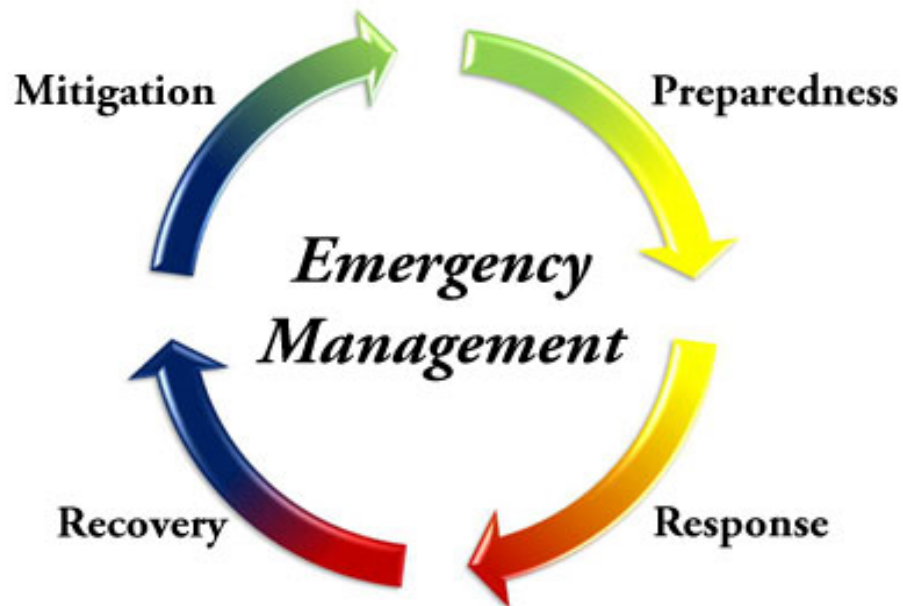 Mitigation
Preparedness
Emergency
Management
Recovery
Response